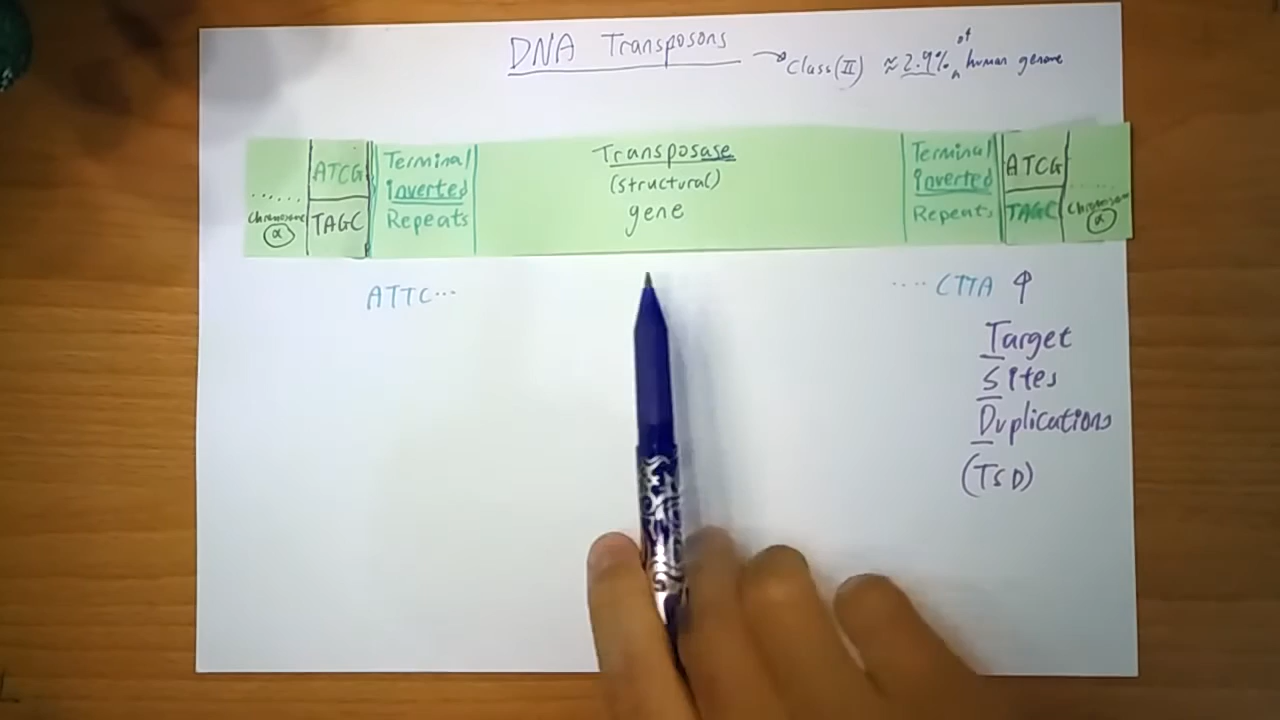 DNA Transposons
Class(II) ≈ 2.9% of human genome
ATCG
TAGC
Chromosome
α
Terminal
inverted
Repeats
Transposase
(structural)
gene
Terminal
inverted
Repeats
ATCG
TAGC
Chromosome
α
ATTC...
....CTTA
Target
Sites
Duplications
(TSD)